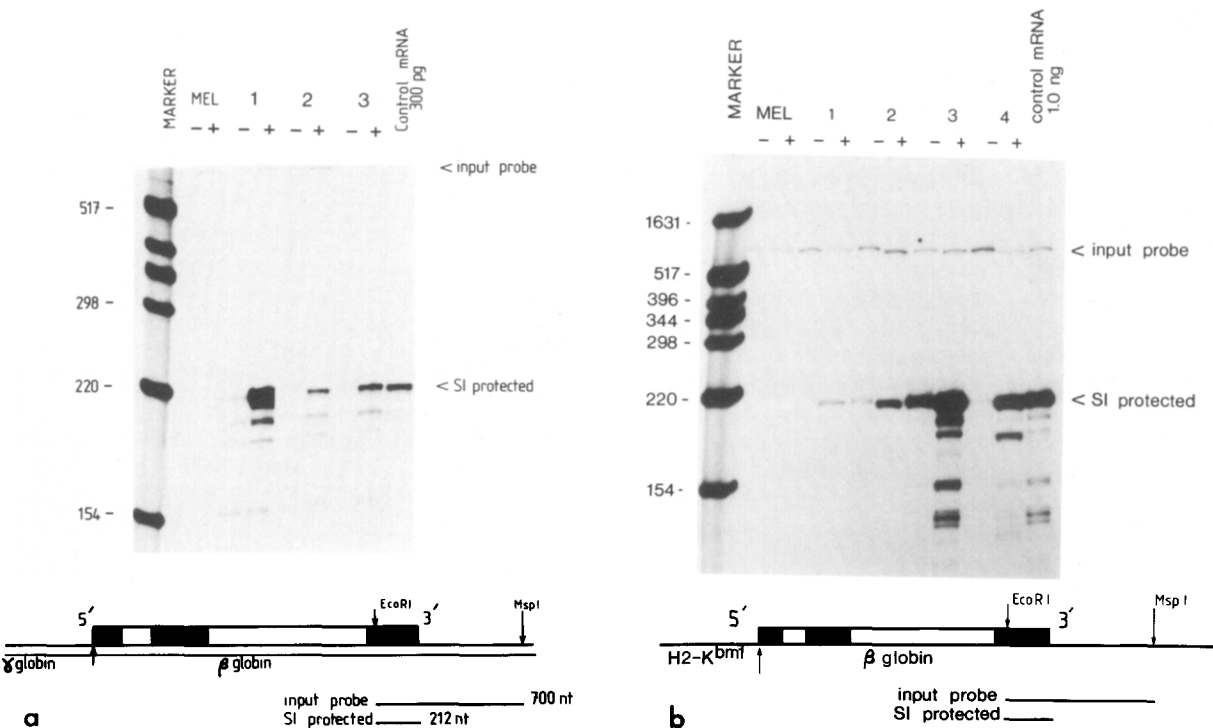 MARKER
MEL
1
2
3
Control mRNA
300 pg
– + – + – + – +
< input probe
517 –
298 –
220 –
< SI protected
154 –
5′
EcoRI
3′
MspI
γ globin
β globin
input probe 700 nt
SI protected 212 nt
a
MARKER
MEL
1
2
3
4
control mRNA
1.0 ng
– + – + – + – + – +
1631 -
< input probe
517 -
396 -
344 -
298 -
220 -
< SI protected
154 -
5′
EcoRI
3′
Msp I
H2-Kbm1
β globin
input probe
SI protected
b